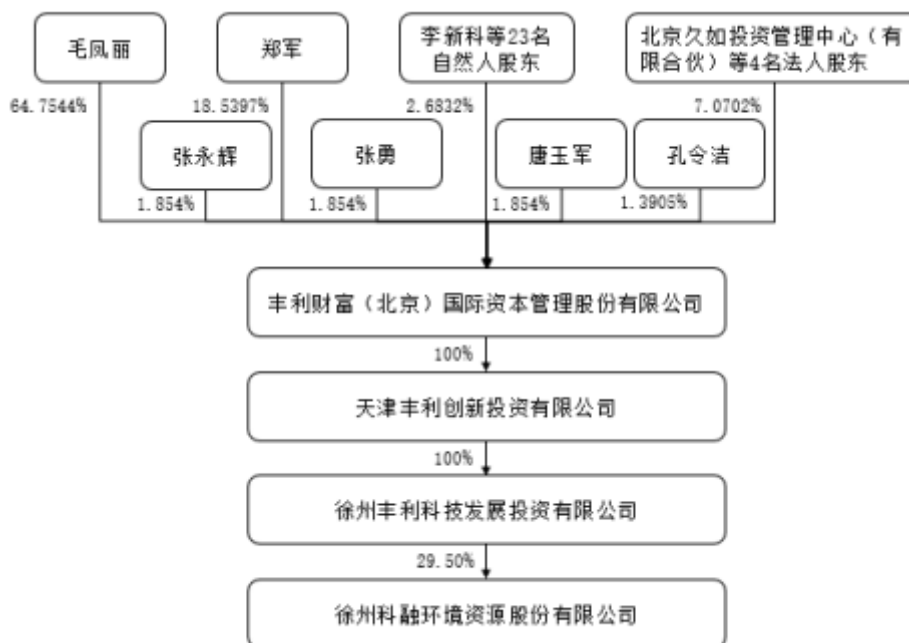 毛凤丽
郑军
李新科等23名
自然人股东
北京久如投资管理中心（有
限合伙）等4名法人股东
64.7544%
18.5397%
2.6832%
7.0702%
张永辉
张勇
唐玉军
孔令洁
1.854%
1.854%
1.854%
1.3905%
丰利财富（北京）国际资本管理股份有限公司
100%
天津丰利创新投资有限公司
100%
徐州丰利科技发展投资有限公司
29.50%
徐州科融环境资源股份有限公司